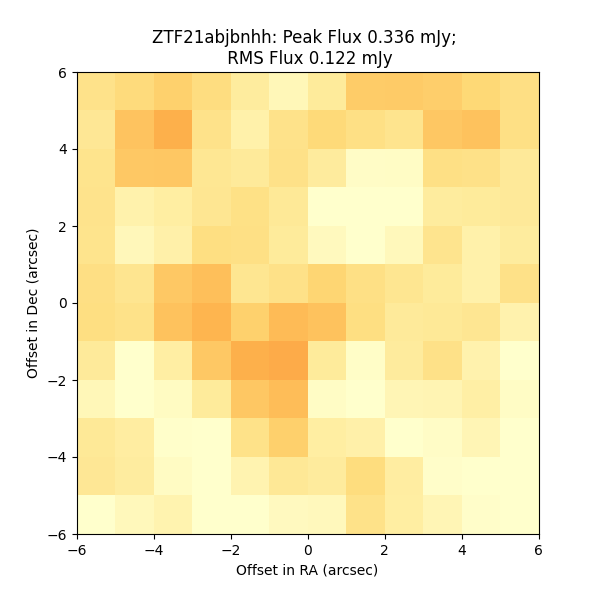 ZTF21abjbnhh: Peak Flux 0.336 mJy;
RMS Flux 0.122 mJy
6
4
2
0
−2
−4
−6
Offset in Dec (arcsec)
−6 −4 −2 0 2 4 6
Offset in RA (arcsec)